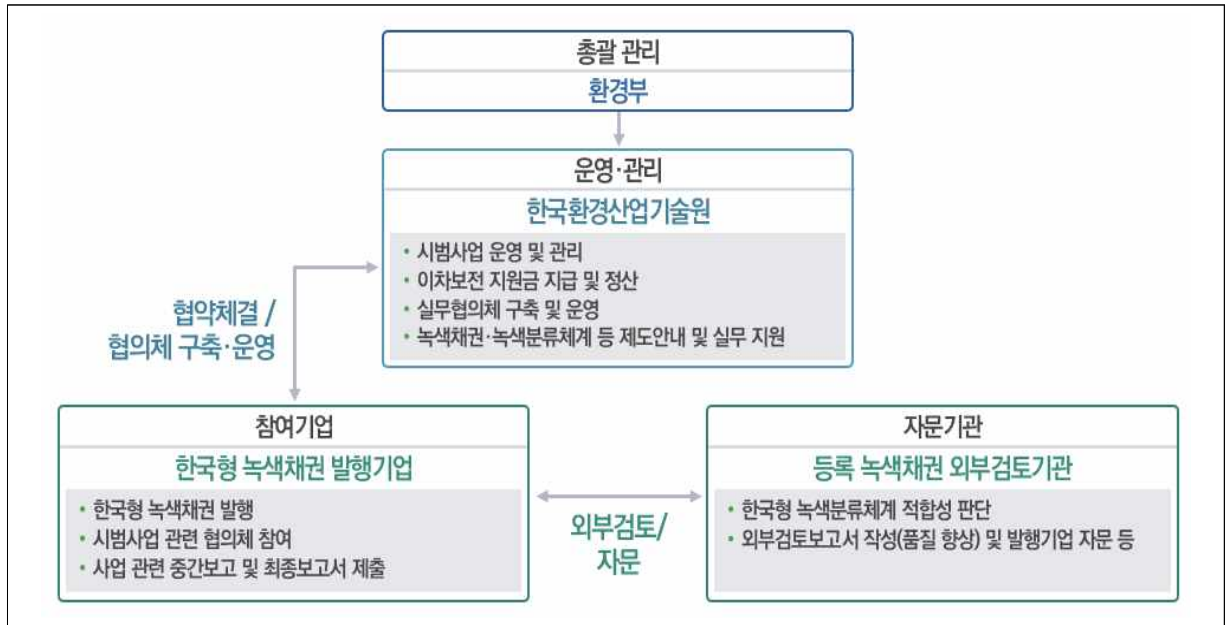 총괄 관리
환경부
운영·관리
한국환경산업기술원
• 시범사업 운영 및 관리
• 이차보전 지원금 지급 및 정산
• 실무협의체 구축 및 운영
• 녹색채권·녹색분류체계 등 제도안내 및 실무 지원
협약체결 /
협의체 구축·운영
참여기업
한국형 녹색채권 발행기업
• 한국형 녹색채권 발행
• 시범사업 관련 협의체 참여
• 사업 관련 중간보고 및 최종보고서 제출
외부검토/
자문
자문기관
등록 녹색채권 외부검토기관
• 한국형 녹색분류체계 적합성 판단
• 외부검토보고서 작성(품질 향상) 및 발행기업 자문 등